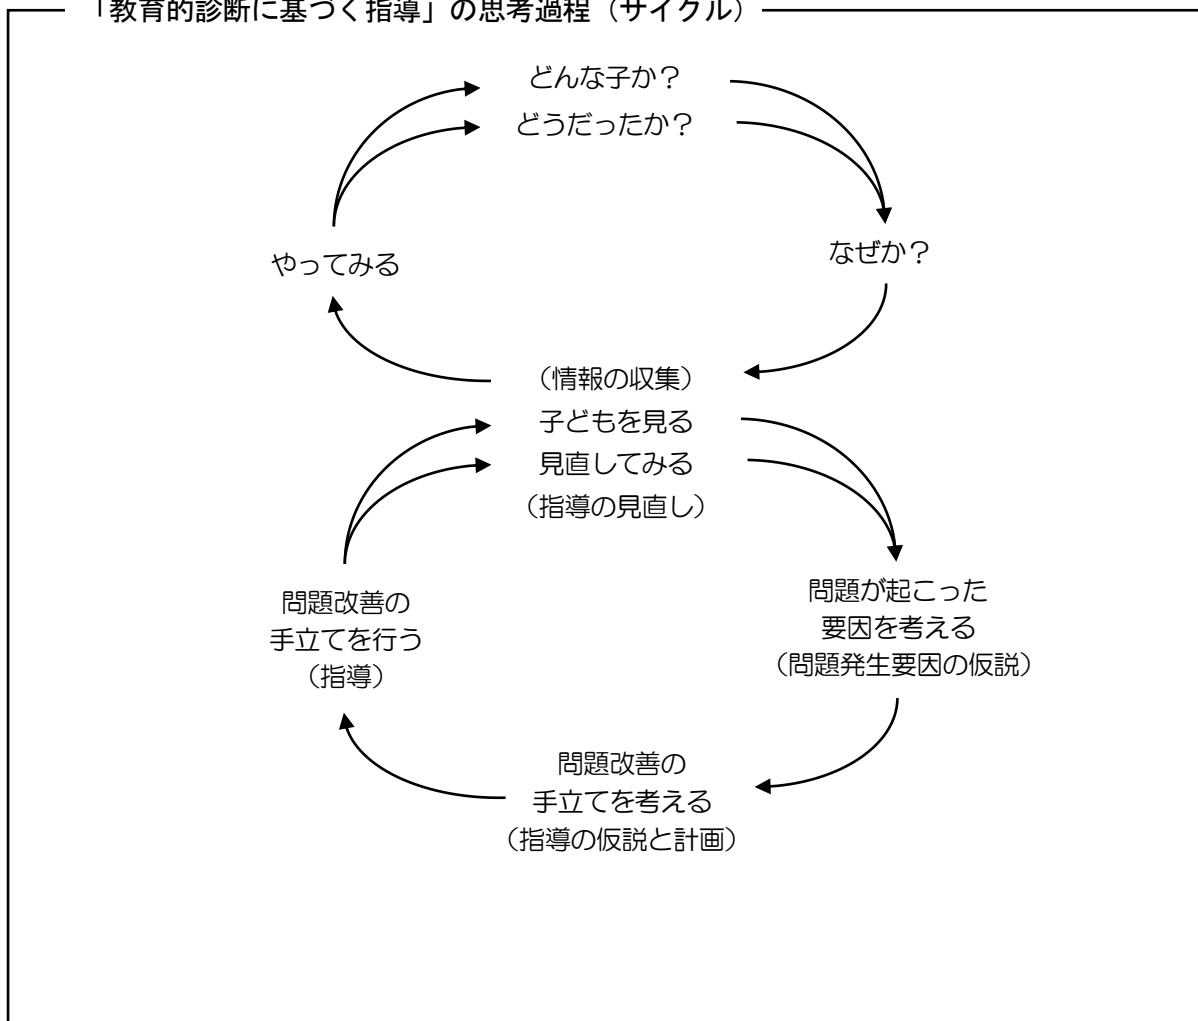 「教育的診断に基づく指導」の思考過程（サイクル）
どんな子か？
どうだったか？
なぜか？
やってみる
（情報の収集）
子どもを見る
見直してみる
（指導の見直し）
問題が起こった
要因を考える
（問題発生要因の仮説）
問題改善の
手立てを行う
（指導）
問題改善の
手立てを考える
（指導の仮説と計画）